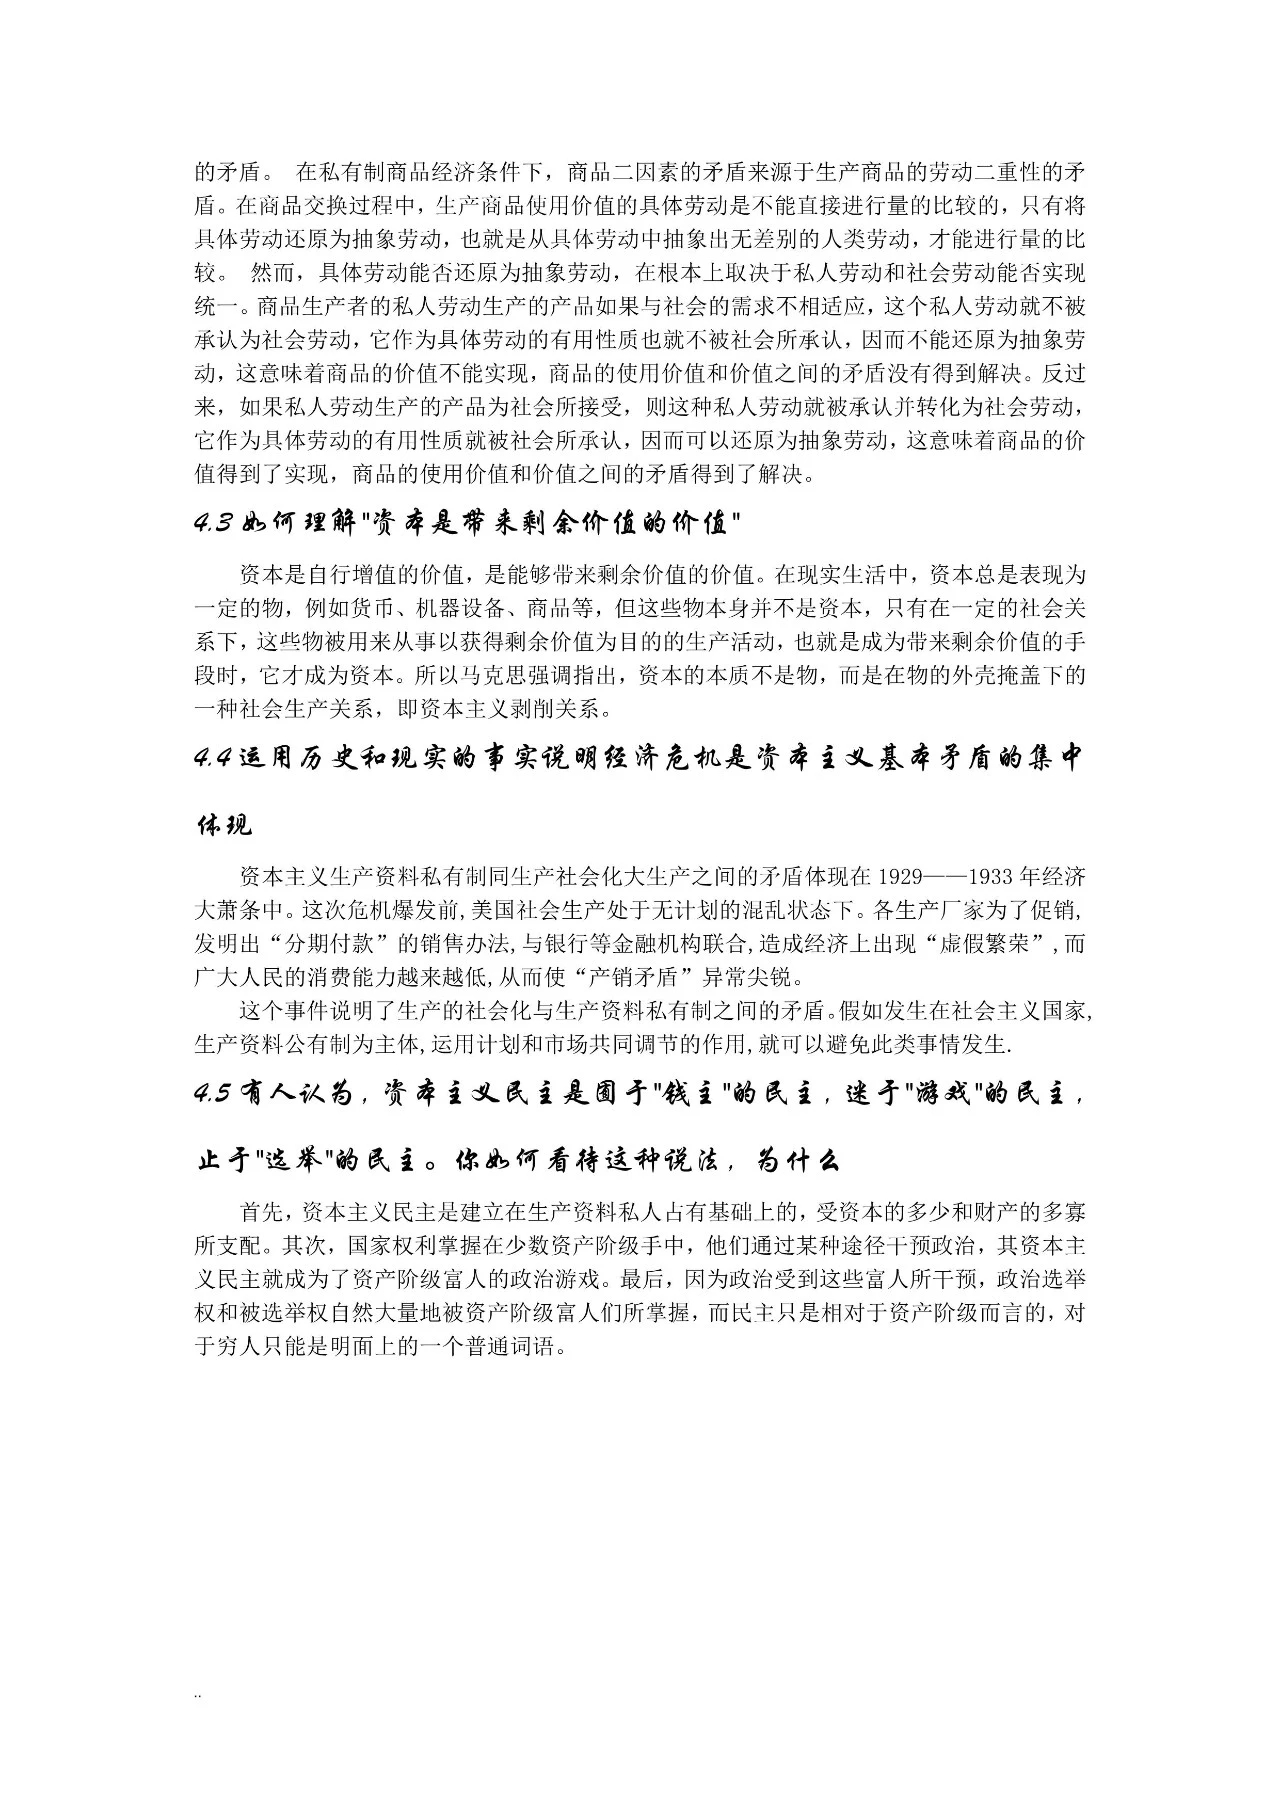 的矛盾。 在私有制商品经济条件下，商品二因素的矛盾来源于生产商品的劳动二重性的矛
盾。在商品交换过程中，生产商品使用价值的具体劳动是不能直接进行量的比较的，只有将
具体劳动还原为抽象劳动，也就是从具体劳动中抽象出无差别的人类劳动，才能进行量的比
较。 然而，具体劳动能否还原为抽象劳动，在根本上取决于私人劳动和社会劳动能否实现
统一。商品生产者的私人劳动生产的产品如果与社会的需求不相适应，这个私人劳动就不被
承认为社会劳动，它作为具体劳动的有用性质也就不被社会所承认，因而不能还原为抽象劳
动，这意味着商品的价值不能实现，商品的使用价值和价值之间的矛盾没有得到解决。反过
来，如果私人劳动生产的产品为社会所接受，则这种私人劳动就被承认并转化为社会劳动，
它作为具体劳动的有用性质就被社会所承认，因而可以还原为抽象劳动，这意味着商品的价
值得到了实现，商品的使用价值和价值之间的矛盾得到了解决。
4.3 如何理解"资本是带来剩余价值的价值"
资本是自行增值的价值，是能够带来剩余价值的价值。在现实生活中，资本总是表现为
一定的物，例如货币、机器设备、商品等，但这些物本身并不是资本，只有在一定的社会关
系下，这些物被用来从事以获得剩余价值为目的的生产活动，也就是成为带来剩余价值的手
段时，它才成为资本。所以马克思强调指出，资本的本质不是物，而是在物的外壳掩盖下的
一种社会生产关系，即资本主义剥削关系。
4.4 运用历史和现实的事实说明经济危机是资本主义基本矛盾的集中
体现
资本主义生产资料私有制同生产社会化大生产之间的矛盾体现在 1929——1933 年经济
大萧条中。这次危机爆发前,美国社会生产处于无计划的混乱状态下。各生产厂家为了促销,
发明出“分期付款”的销售办法,与银行等金融机构联合,造成经济上出现“虚假繁荣”,而
广大人民的消费能力越来越低,从而使“产销矛盾”异常尖锐。
这个事件说明了生产的社会化与生产资料私有制之间的矛盾。假如发生在社会主义国家,
生产资料公有制为主体,运用计划和市场共同调节的作用,就可以避免此类事情发生.
4.5 有人认为，资本主义民主是囿于"钱主"的民主，迷于"游戏"的民主，
止于"选举"的民主。你如何看待这种说法，为什么
首先，资本主义民主是建立在生产资料私人占有基础上的，受资本的多少和财产的多寡
所支配。其次，国家权利掌握在少数资产阶级手中，他们通过某种途径干预政治，其资本主
义民主就成为了资产阶级富人的政治游戏。最后，因为政治受到这些富人所干预，政治选举
权和被选举权自然大量地被资产阶级富人们所掌握，而民主只是相对于资产阶级而言的，对
于穷人只能是明面上的一个普通词语。
..